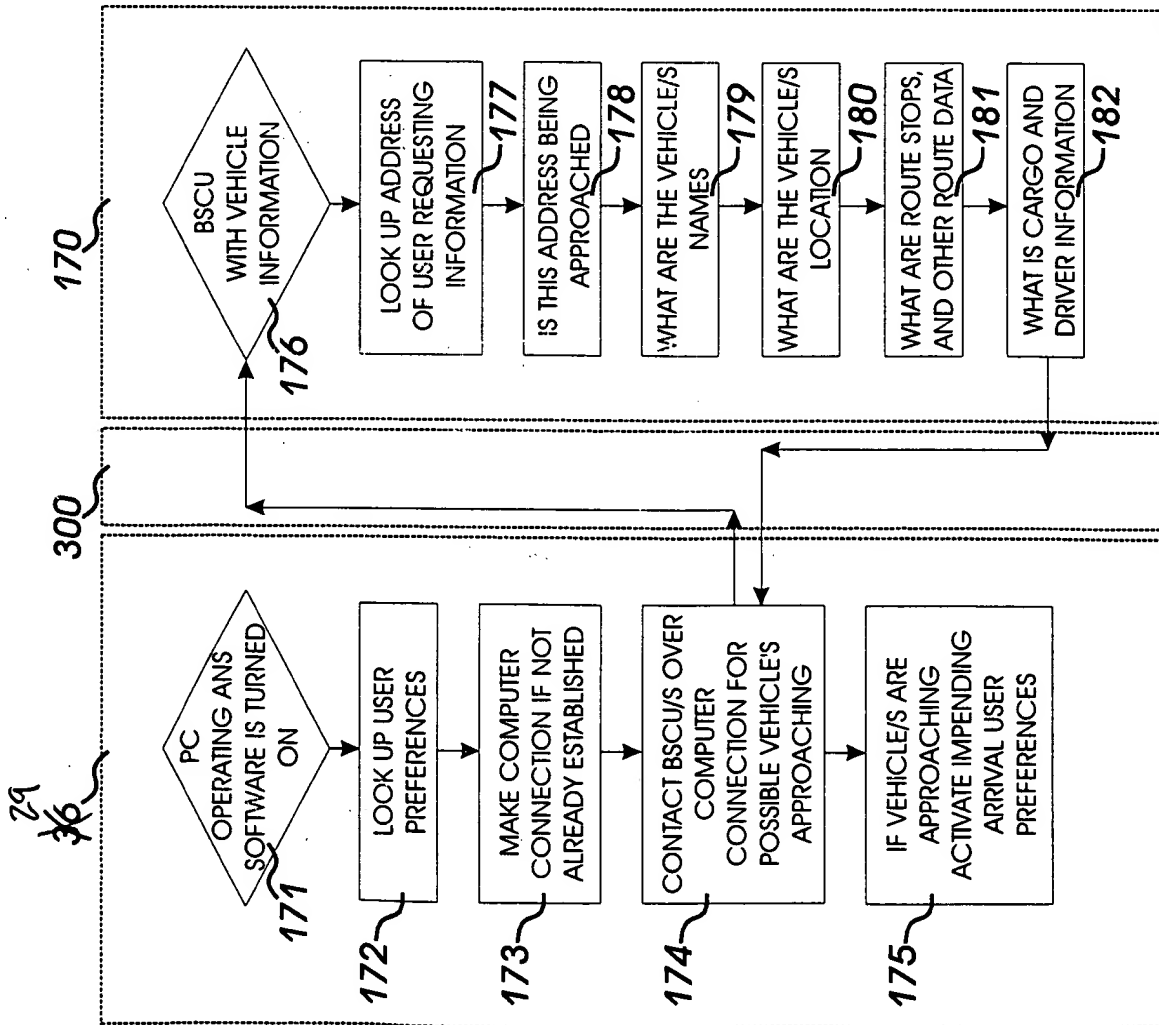 29
36
300
170
PC
OPERATING ANS
SOFTWARE IS TURNED
ON
171
LOOK UP USER
PREFERENCES
172
MAKE COMPUTER
CONNECTION IF NOT
ALREADY ESTABLISHED
173
CONTACT BSCU/S OVER
COMPUTER
CONNECTION FOR
POSSIBLE VEHICLE'S
APPROACHING
174
IF VEHICLE/S ARE
APPROACHING
ACTIVATE IMPENDING
ARRIVAL USER
PREFERENCES
175
BSCU
WITH VEHICLE
INFORMATION
176
LOOK UP ADDRESS
OF USER REQUESTING
INFORMATION
177
IS THIS ADDRESS BEING
APPROACHED
178
WHAT ARE THE VEHICLE/S
NAMES
179
WHAT ARE THE VEHICLE/S
LOCATION
180
WHAT ARE ROUTE STOPS,
AND OTHER ROUTE DATA
181
WHAT IS CARGO AND
DRIVER INFORMATION
182